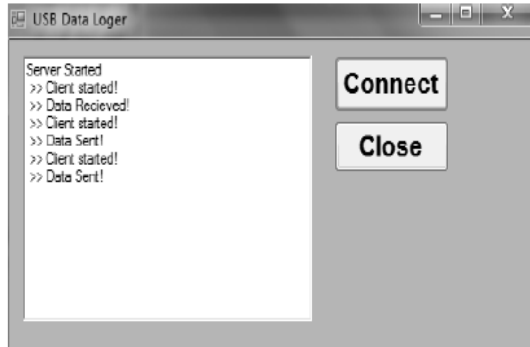 USB Data Loger
Server Started
>> Client started!
>> Data Recieved!
>> Client started!
>> Data Sent!
>> Client started!
>> Data Sent!
Connect
Close